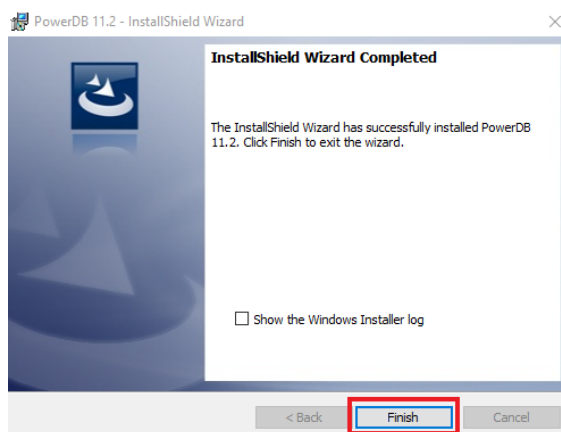 PowerDB 11.2 - InstallShield Wizard
InstallShield Wizard Completed
The InstallShield Wizard has successfully installed PowerDB
11.2. Click Finish to exit the wizard.
Show the Windows Installer log
< Back
Finish
Cancel